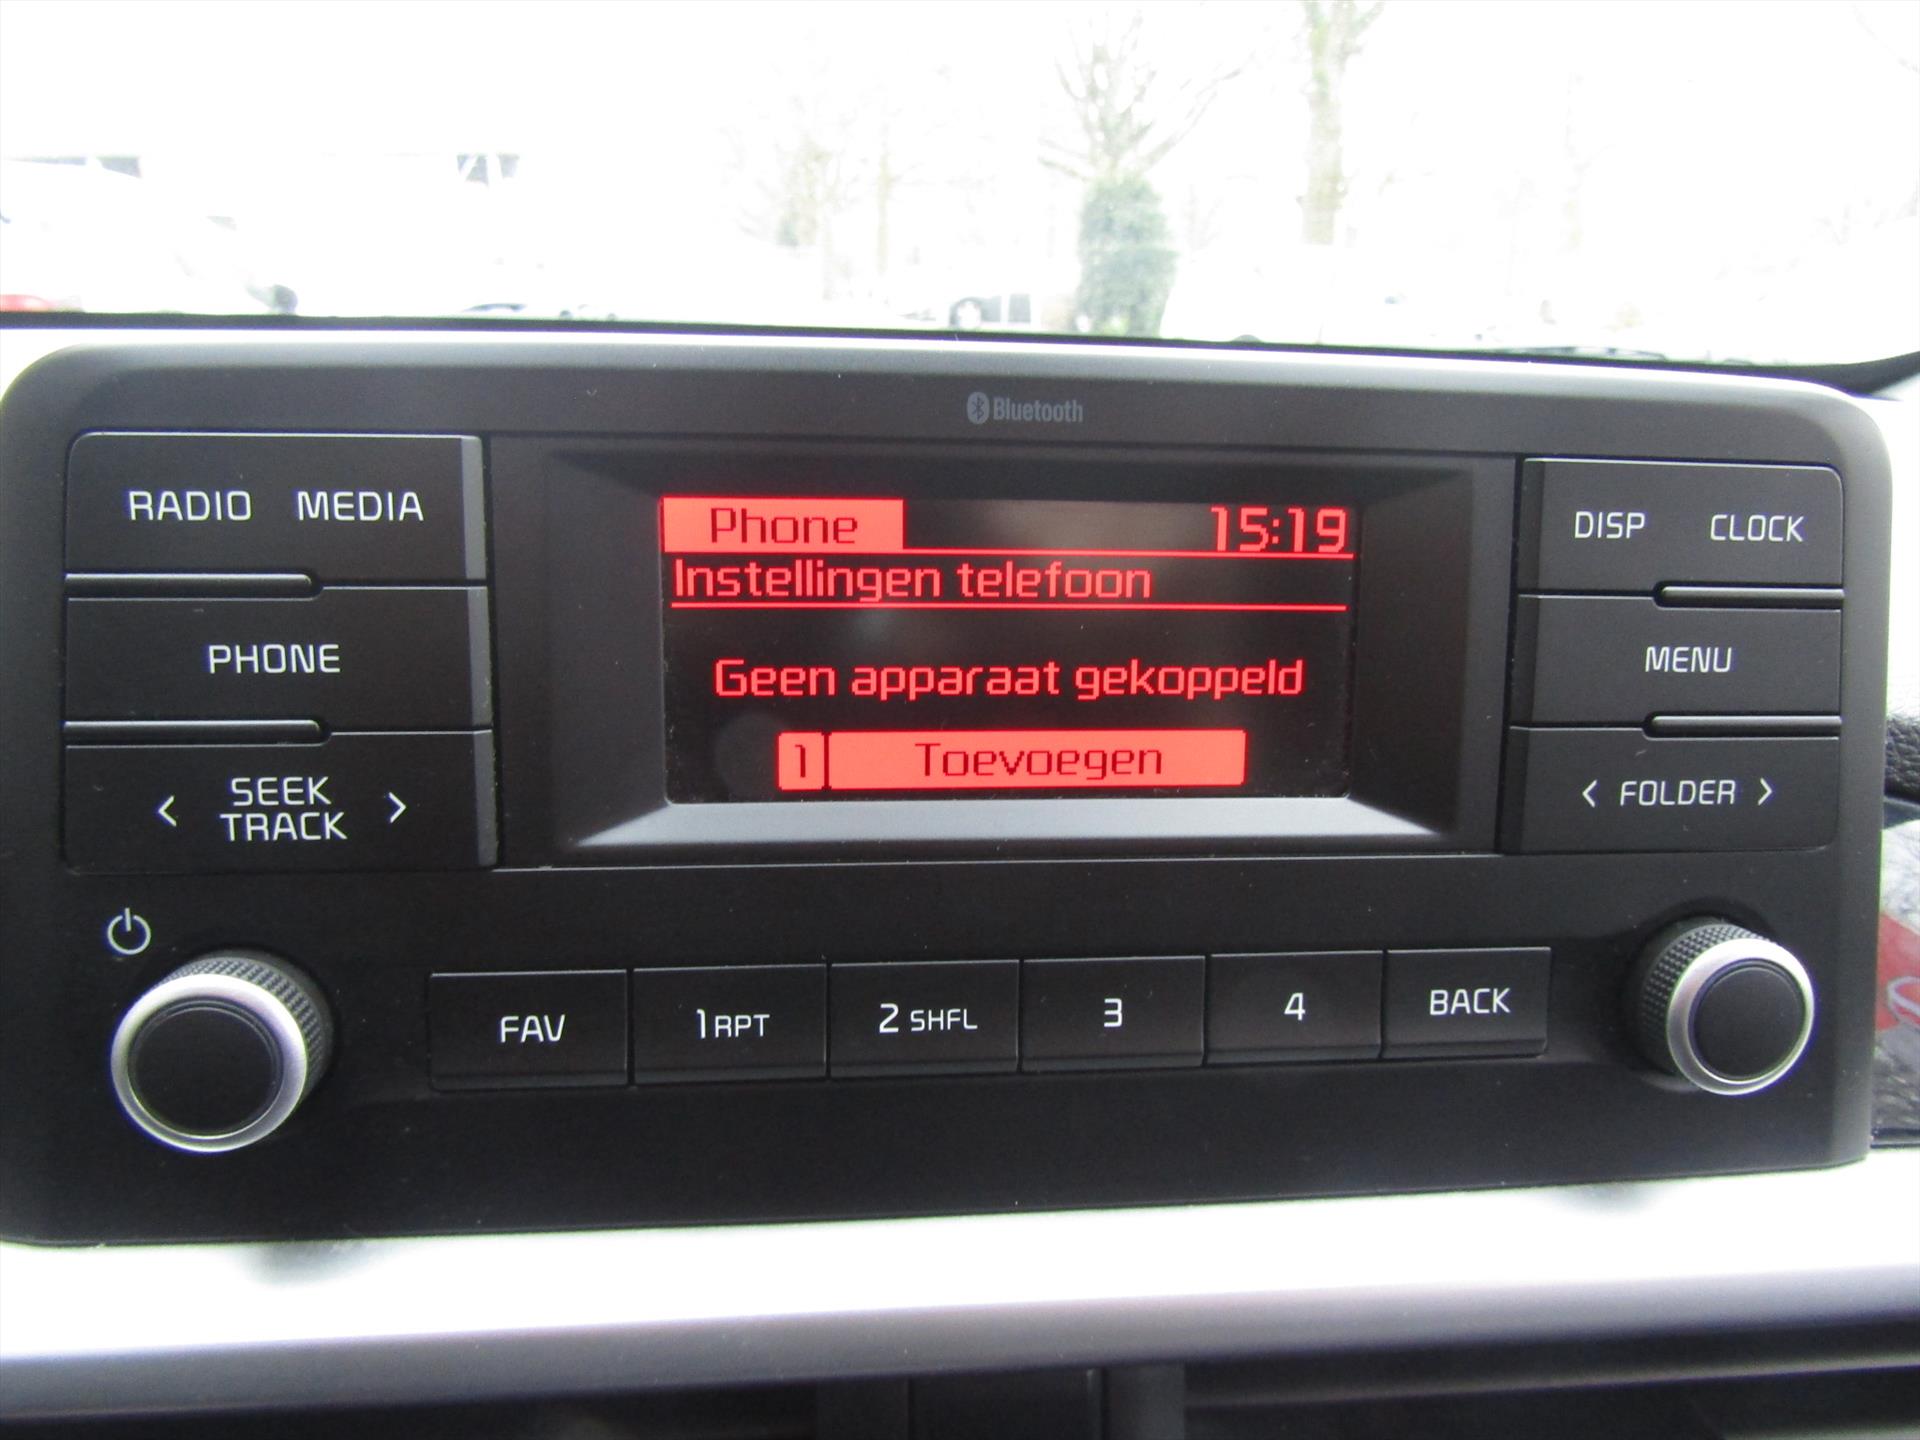 Bluetooth
RADIO MEDIA
PHONE
< SEEK TRACK >
Phone 15:19
Instellingen telefoon
Geen apparaat gekoppeld
1 Toevoegen
DISP CLOCK
MENU
< FOLDER >
FAV 1 RPT 2 SHFL 3 4 BACK